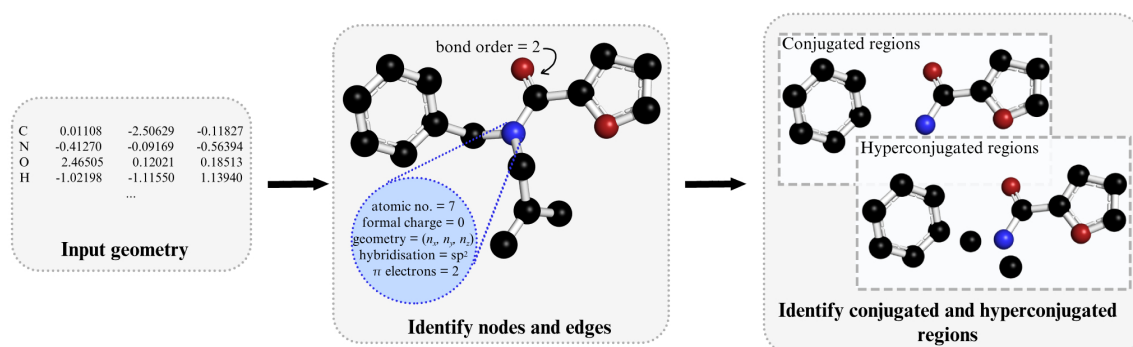 C 0.01108 -2.50629 -0.11827
N -0.41270 -0.09169 -0.56394
O 2.46505 0.12021 0.18513
H -1.02198 -1.11550 1.13940
...
Input geometry
bond order = 2
atomic no. = 7
formal charge = 0
geometry = (nx, ny, nz)
hybridisation = sp²
π electrons = 2
Identify nodes and edges
Conjugated regions
Hyperconjugated regions
Identify conjugated and hyperconjugated
regions